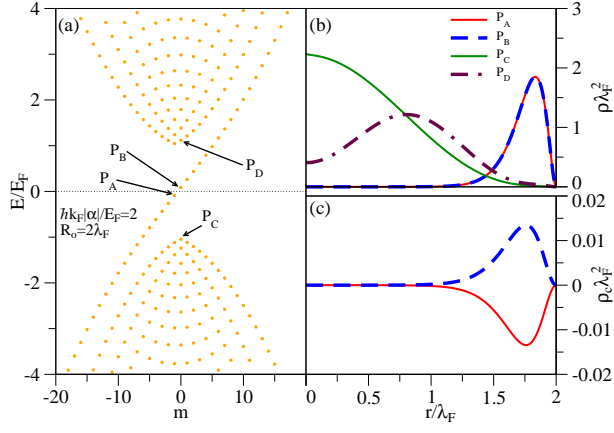 (a)
4
2
0
-2
-4
E/E_F
P_B
P_A
P_D
P_C
ħk_F|α|/E_F=2
R_o=2λ_F
-20
-10
0
10
m
(b)
P_A
P_B
P_C
P_D
3
2
1
0
ρλ_F^2
(c)
0.02
0.01
0
-0.01
-0.02
ρ_cλ_F^2
0
0.5
1
1.5
2
r/λ_F